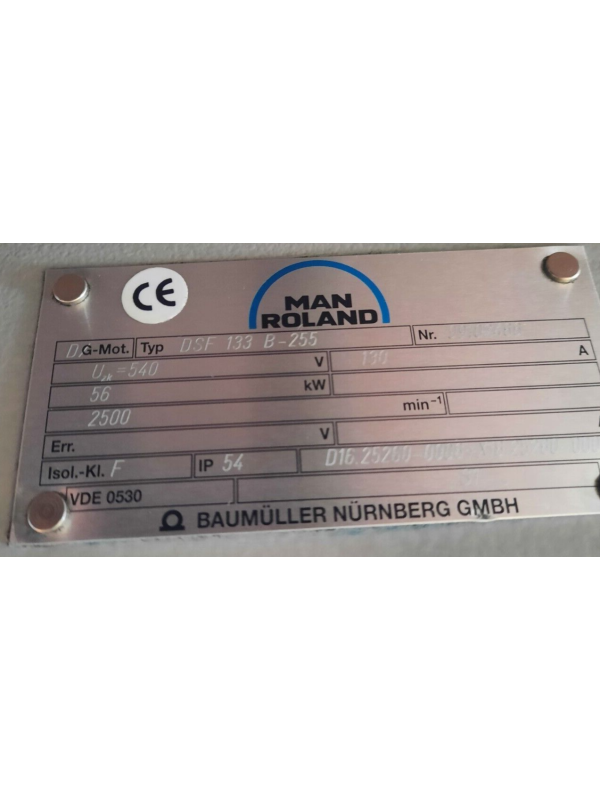 CE
MAN
ROLAND
D. G-Mot. Typ DSF 133 B-255 Nr.
Uzk=540 V 130 A
56 kW
2500 min⁻¹
Err. V
Isol.-Kl. F IP 54
VDE 0530
BAUMÜLLER NÜRNBERG GMBH